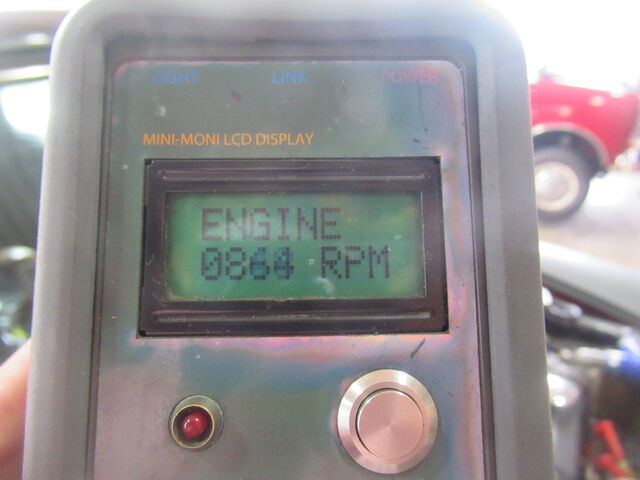 LIGHT LINK POWER
MINI-MONI LCD DISPLAY
ENGINE
0864 RPM